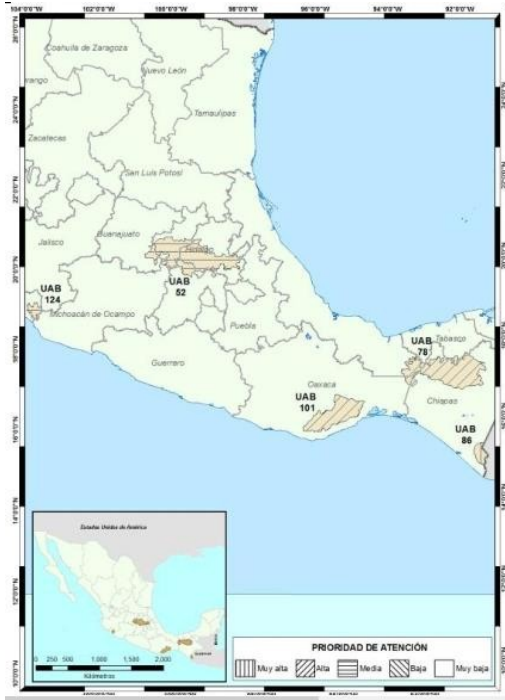 104°0'0"W 102°0'0"W 100°0'0"W 98°0'0"W 96°0'0"W 94°0'0"W 92°0'0"W
Coahuila de Zaragoza
Nuevo León
Tamaulipas
Zacatecas
San Luis Potosí
Jalisco
Guanajuato
Hidalgo
UAB
124
UAB
52
Michoacán de Ocampo
Puebla
Guerrero
Oaxaca
UAB
78
Tabasco
Chiapas
UAB
101
UAB
86
Estados Unidos de América
0 250 500 1,000 1,500 2,000
Kilómetros
PRIORIDAD DE ATENCIÓN
Muy alta Alta Media Baja Muy baja